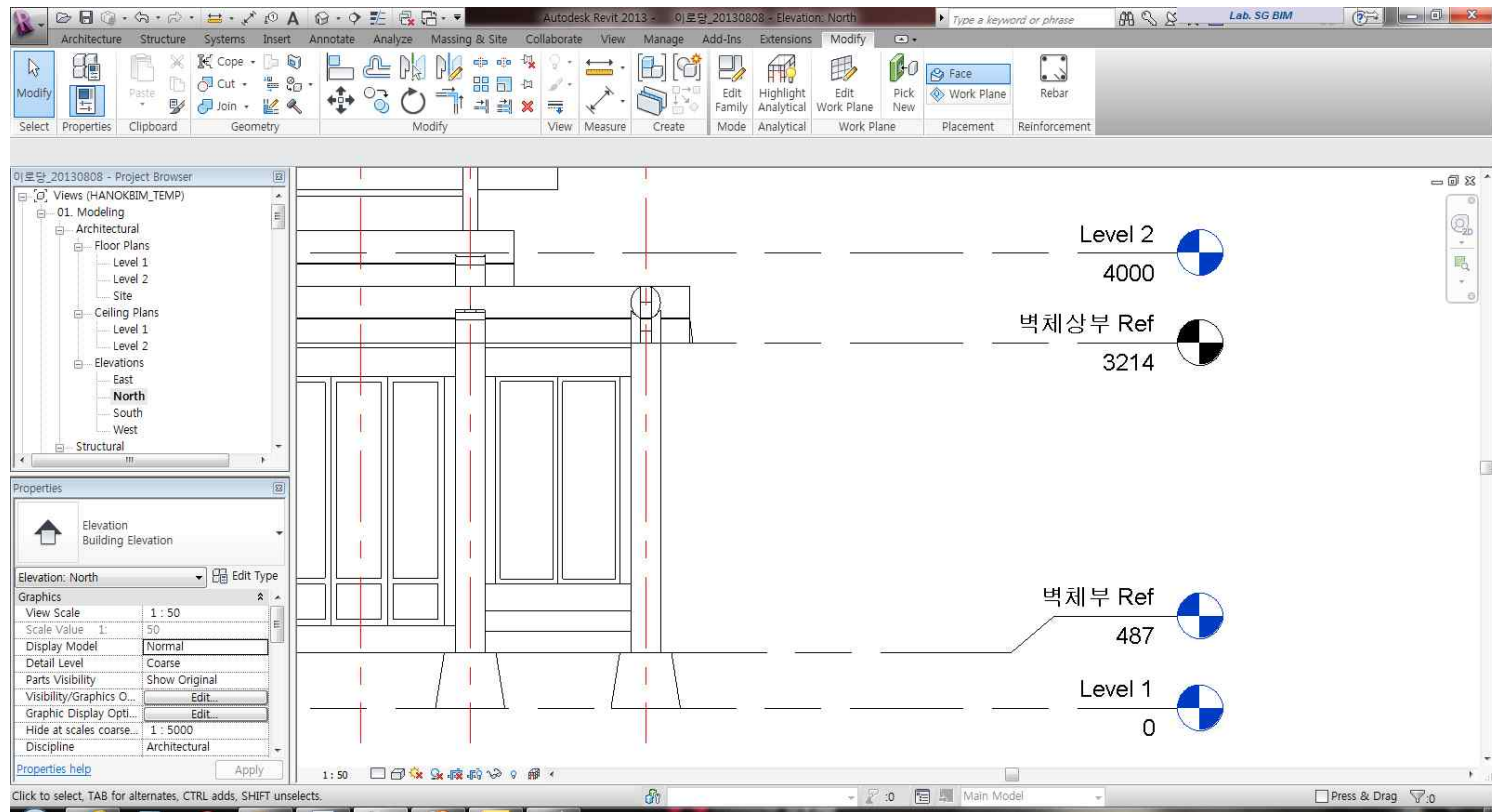 Autodesk Revit 2013 - 이로당_20130808 - Elevation: North
Type a keyword or phrase
Lab. SG BIM
Architecture Structure Systems Insert Annotate Analyze Massing & Site Collaborate View Manage Add-Ins Extensions Modify
Modify
Paste
Cope
Cut
Join
Edit Family
Highlight Analytical
Edit Work Plane
Pick New
Face
Work Plane
Rebar
Select Properties Clipboard Geometry Modify View Measure Create Mode Analytical Work Plane Placement Reinforcement
이로당_20130808 - Project Browser
Views (HANOKBIM_TEMP)
01. Modeling
Architectural
Floor Plans
Level 1
Level 2
Site
Ceiling Plans
Level 1
Level 2
Elevations
East
North
South
West
Structural
Properties
Elevation
Building Elevation
Elevation: North Edit Type
Graphics
View Scale 1 : 50
Scale Value 1: 50
Display Model Normal
Detail Level Coarse
Parts Visibility Show Original
Visibility/Graphics O... Edit...
Graphic Display Opti... Edit...
Hide at scales coarse... 1 : 5000
Discipline Architectural
Properties help Apply
Level 2
4000
벽체상부 Ref
3214
벽체부 Ref
487
Level 1
0
2D
1 : 50
Click to select, TAB for alternates, CTRL adds, SHIFT unselects.
:0
Main Model
Press & Drag
:0